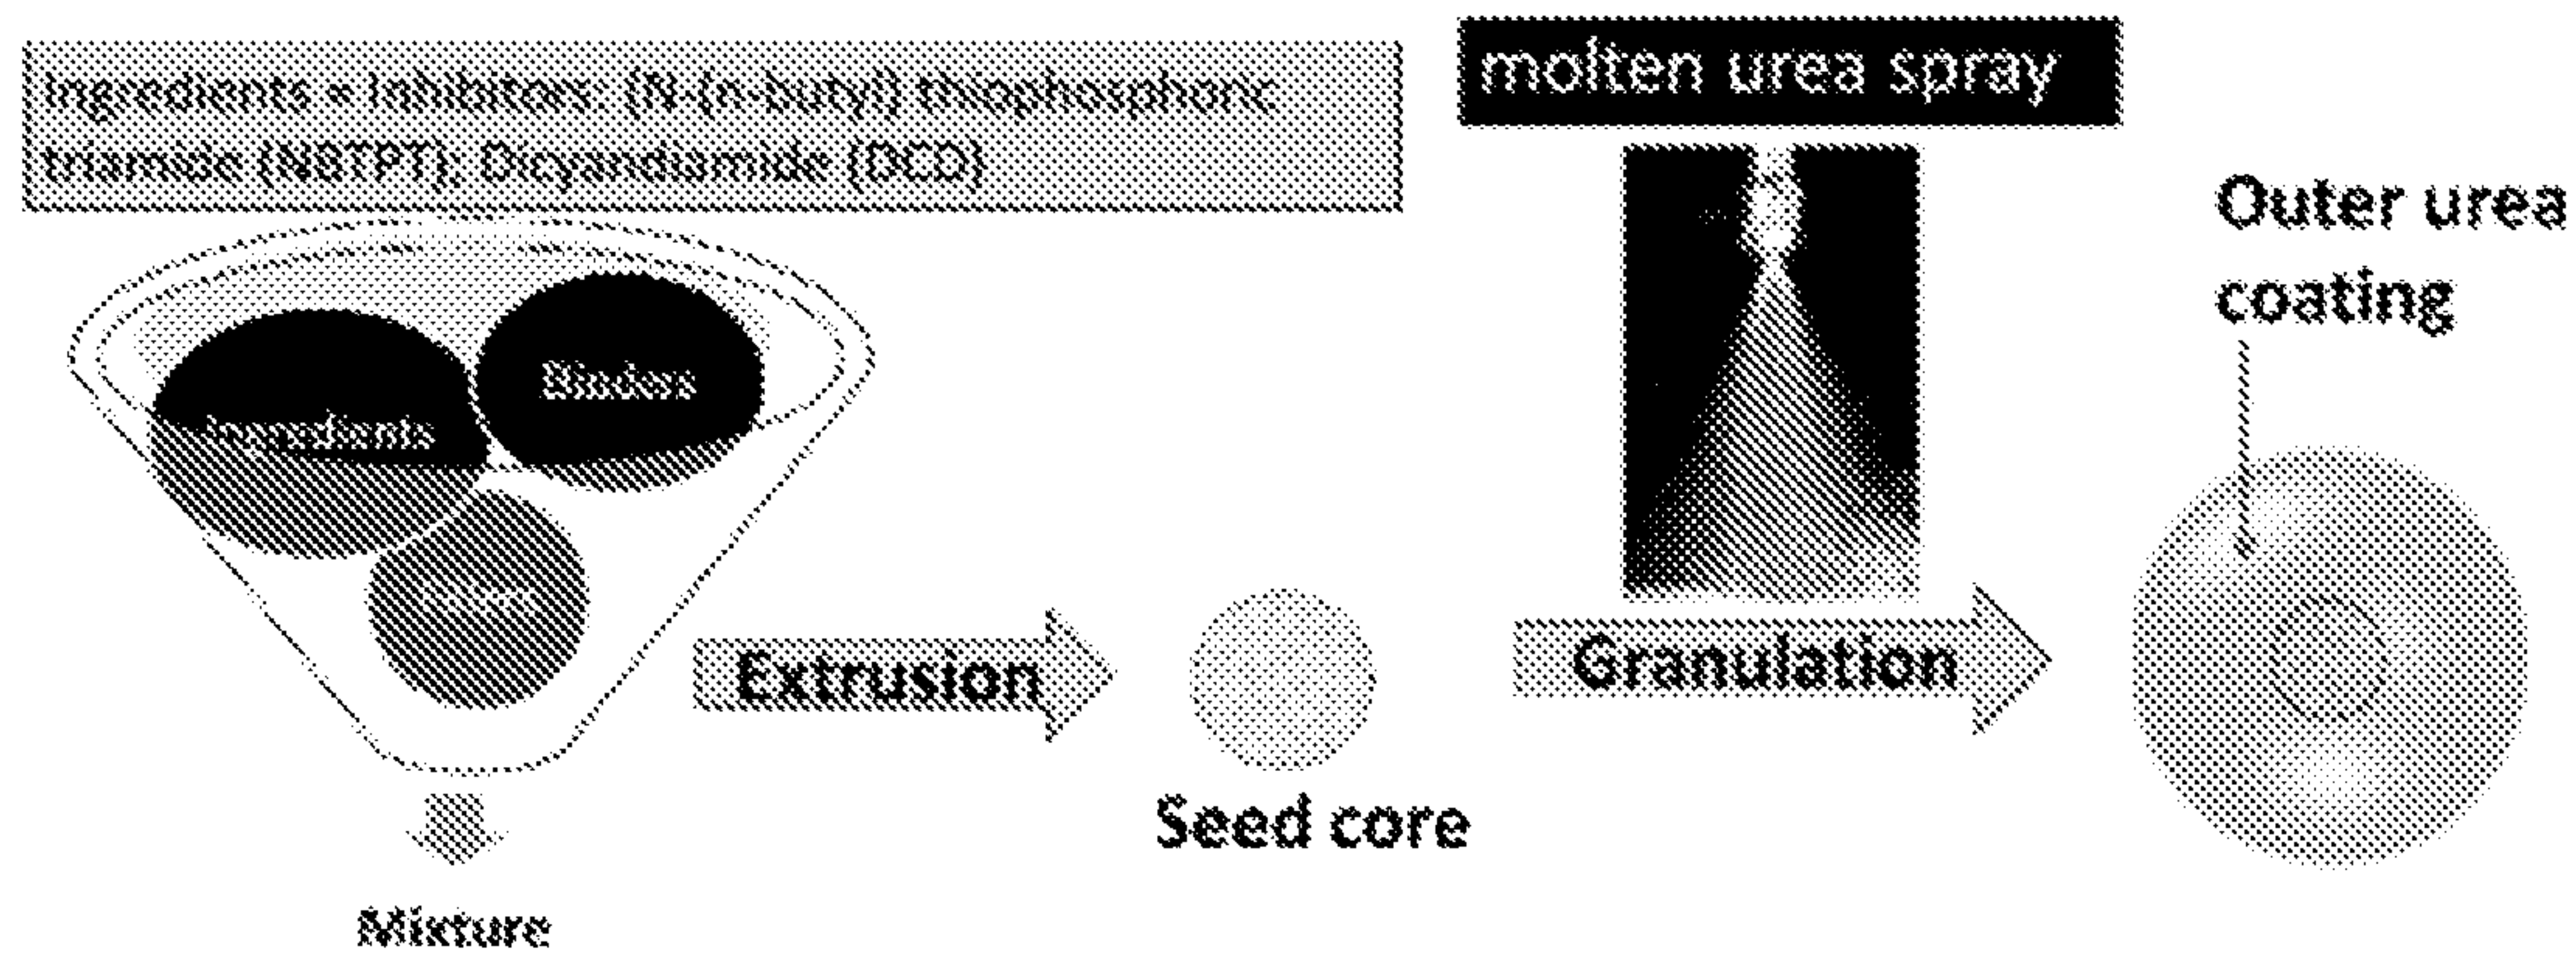 Ingredients = Inhibitors: (N-(n-butyl) thiophosphoric
triamide (NBTPT); Dicyandiamide (DCD)
molten urea spray
Outer urea
coating
Binders
Ingredients
Extrusion
Granulation
Seed core
Mixture